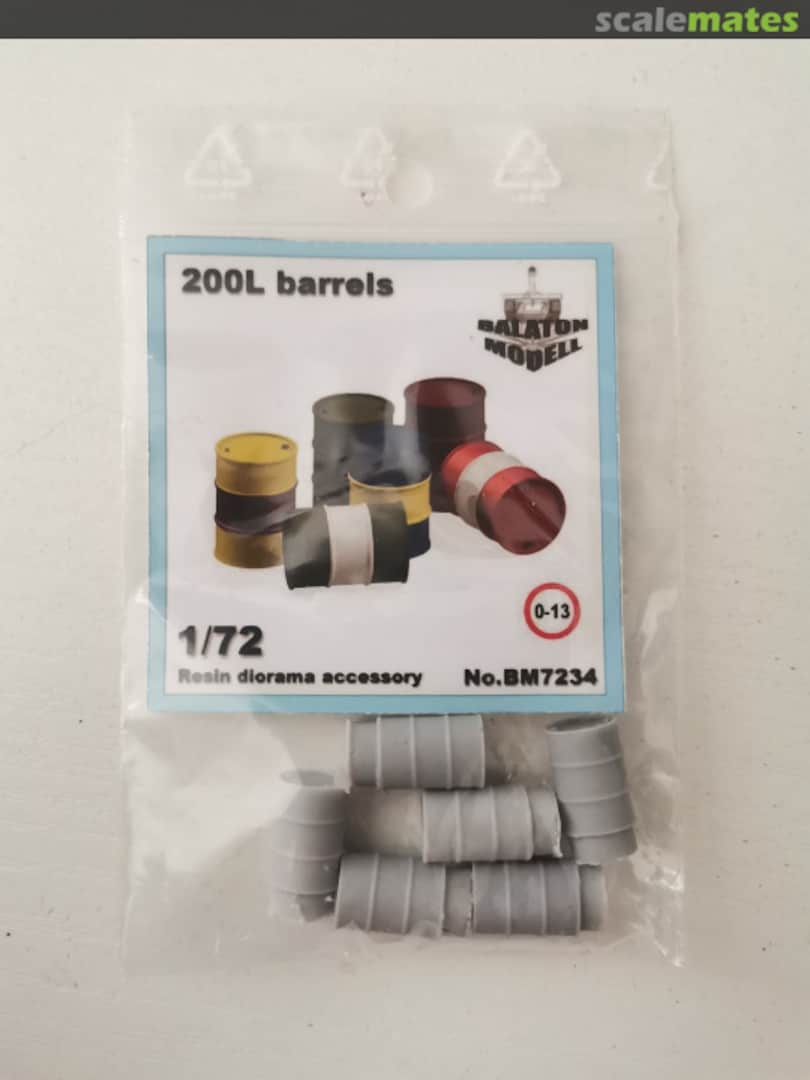 scalemates
200L barrels
BALATON
MODELL
0-13
1/72
Resin diorama accessory
No.BM7234